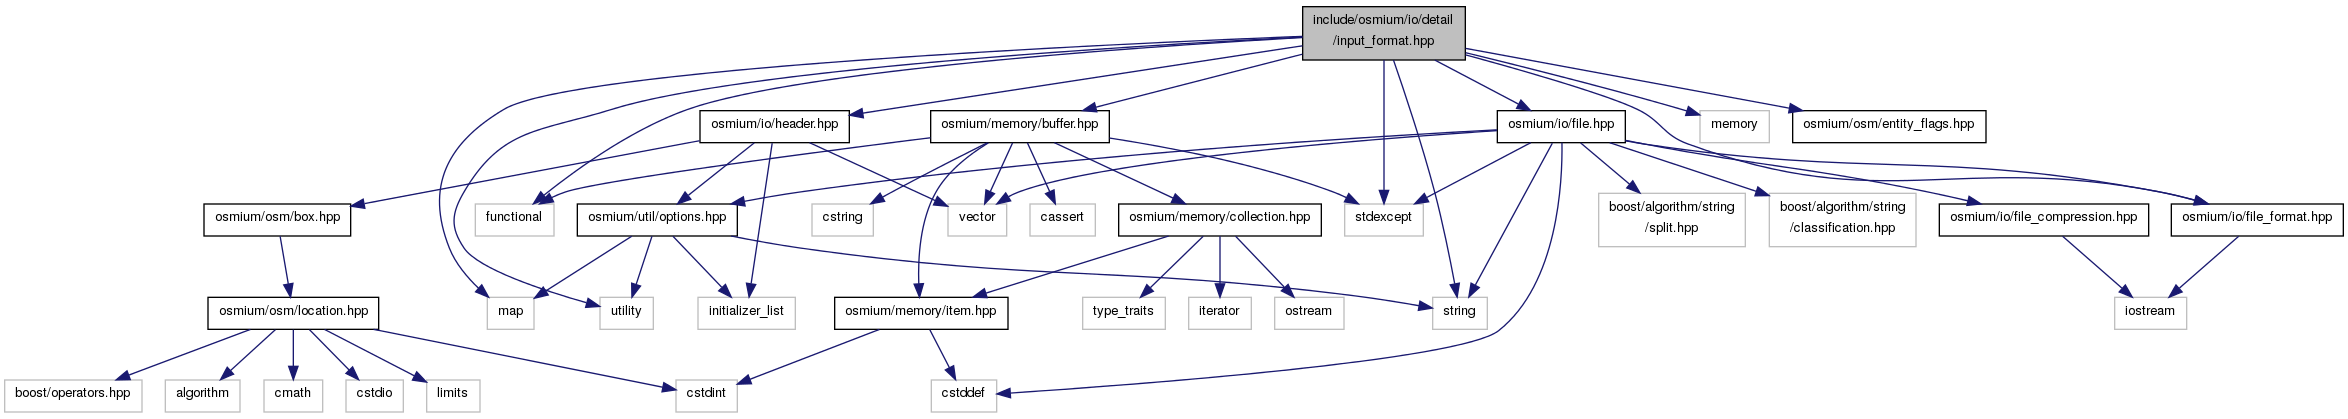 include/osmium/io/detail
/input_format.hpp
osmium/io/header.hpp
osmium/memory/buffer.hpp
osmium/io/file.hpp
memory
osmium/osm/entity_flags.hpp
osmium/osm/box.hpp
functional
osmium/util/options.hpp
cstring
vector
cassert
osmium/memory/collection.hpp
stdexcept
boost/algorithm/string
/split.hpp
boost/algorithm/string
/classification.hpp
osmium/io/file_compression.hpp
osmium/io/file_format.hpp
osmium/osm/location.hpp
map
utility
initializer_list
osmium/memory/item.hpp
type_traits
iterator
ostream
string
iostream
boost/operators.hpp
algorithm
cmath
cstdio
limits
cstdint
cstddef